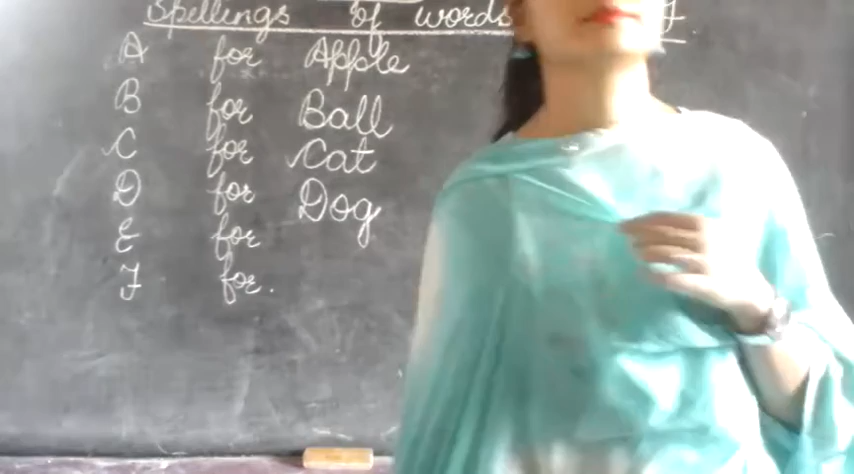 Spellings of words
A for Apple
B for Ball
C for Cat
D for Dog
E for
F for.